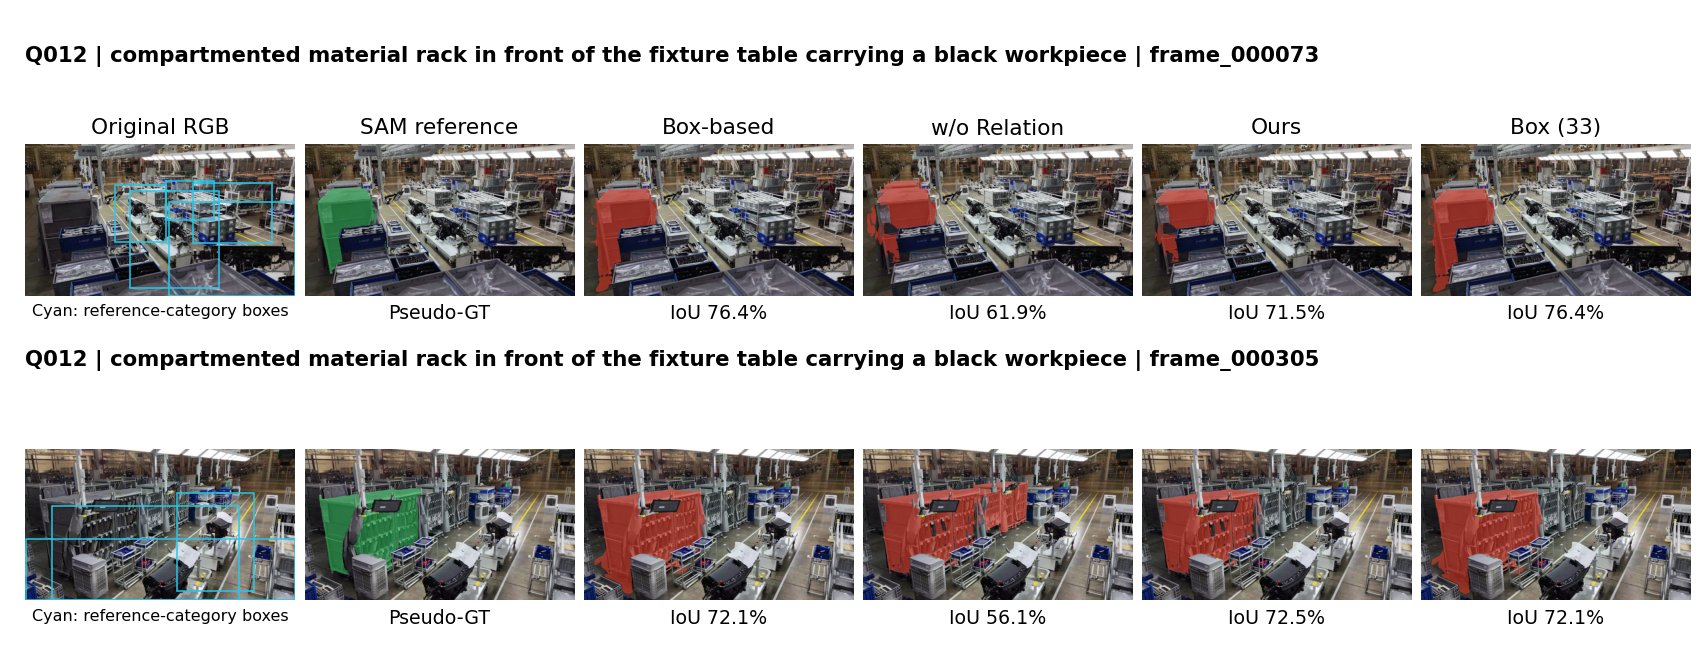 Q012 | compartmented material rack in front of the fixture table carrying a black workpiece | frame_000073
Original RGB SAM reference Box-based w/o Relation Ours Box (33)
Cyan: reference-category boxes Pseudo-GT IoU 76.4% IoU 61.9% IoU 71.5% IoU 76.4%
Q012 | compartmented material rack in front of the fixture table carrying a black workpiece | frame_000305
Cyan: reference-category boxes Pseudo-GT IoU 72.1% IoU 56.1% IoU 72.5% IoU 72.1%